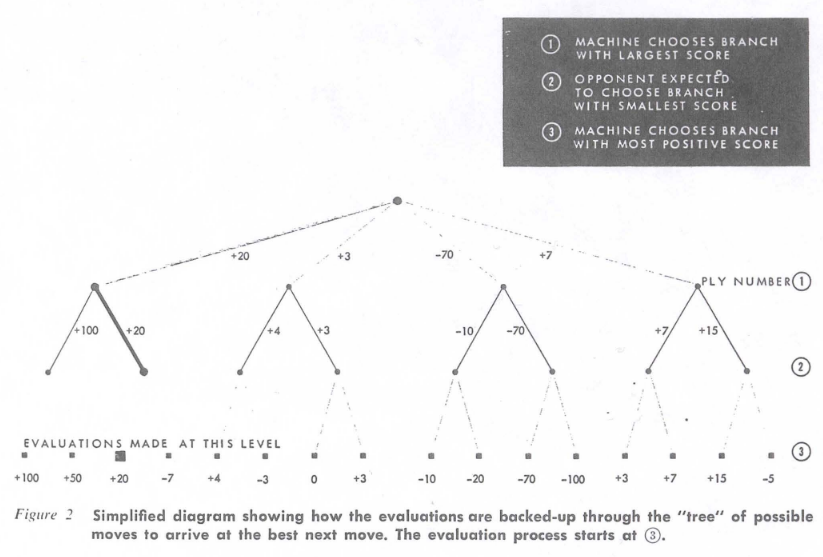 ① MACHINE CHOOSES BRANCH
WITH LARGEST SCORE
② OPPONENT EXPECTED
TO CHOOSE BRANCH
WITH SMALLEST SCORE
③ MACHINE CHOOSES BRANCH
WITH MOST POSITIVE SCORE
+20 +3 -70 +7
PLY NUMBER ①
+100 +20 +4 +3 -10 -70 +7 +15
②
EVALUATIONS MADE AT THIS LEVEL
③
+100 +50 +20 -7 +4 -3 0 +3 -10 -20 -70 -100 +3 +7 +15 -5
Figure 2 Simplified diagram showing how the evaluations are backed-up through the "tree" of possible
moves to arrive at the best next move. The evaluation process starts at ③.